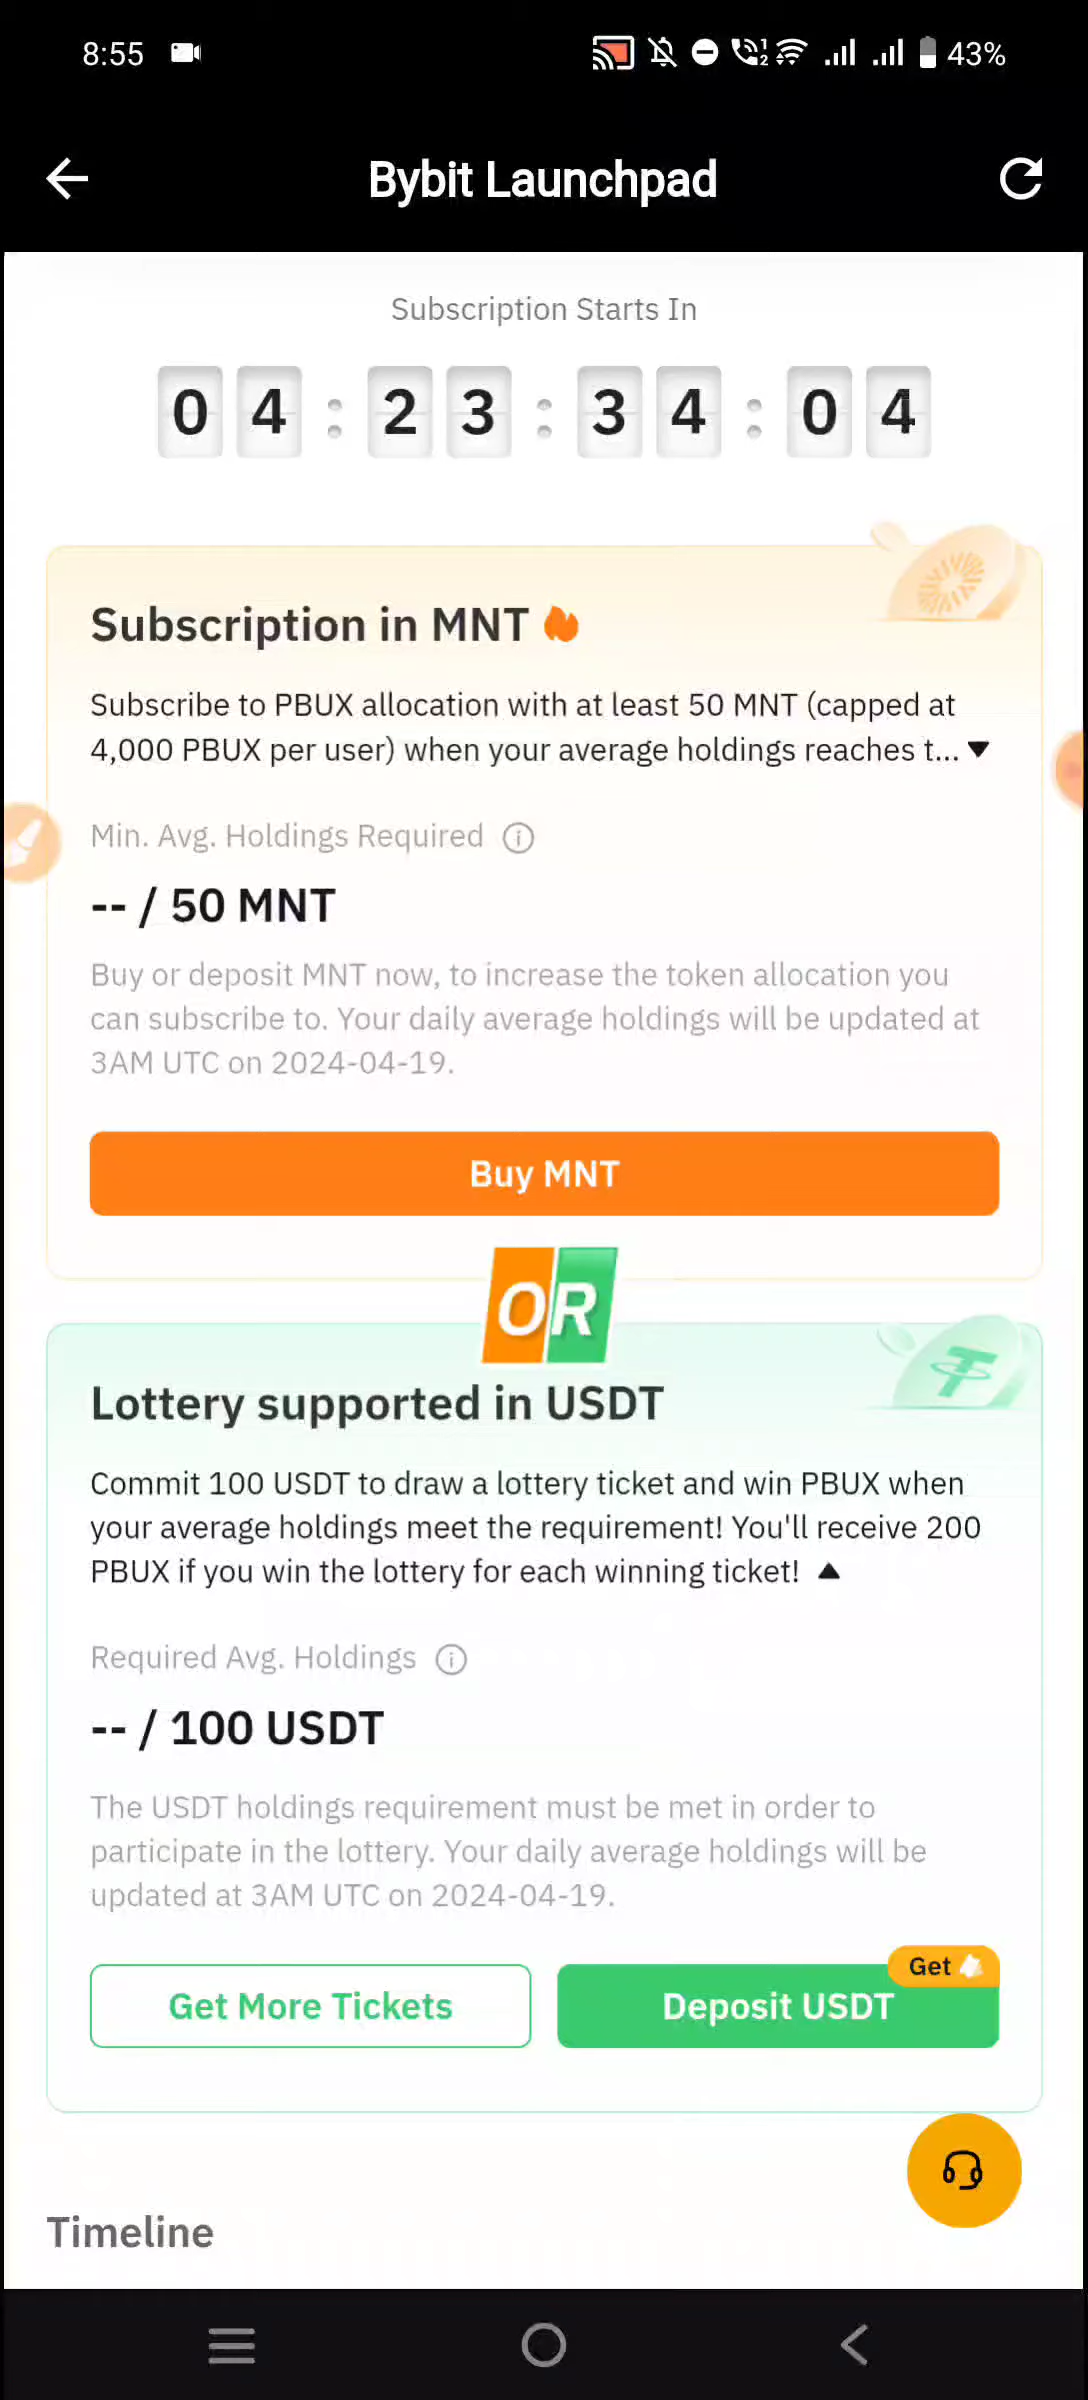 8:55
43%
Bybit Launchpad
Subscription Starts In
04 : 23 : 34 : 04
Subscription in MNT
Subscribe to PBUX allocation with at least 50 MNT (capped at
4,000 PBUX per user) when your average holdings reaches t...
Min. Avg. Holdings Required
-- / 50 MNT
Buy or deposit MNT now, to increase the token allocation you
can subscribe to. Your daily average holdings will be updated at
3AM UTC on 2024-04-19.
Buy MNT
OR
Lottery supported in USDT
Commit 100 USDT to draw a lottery ticket and win PBUX when
your average holdings meet the requirement! You'll receive 200
PBUX if you win the lottery for each winning ticket!
Required Avg. Holdings
-- / 100 USDT
The USDT holdings requirement must be met in order to
participate in the lottery. Your daily average holdings will be
updated at 3AM UTC on 2024-04-19.
Get
Get More Tickets
Deposit USDT
Timeline